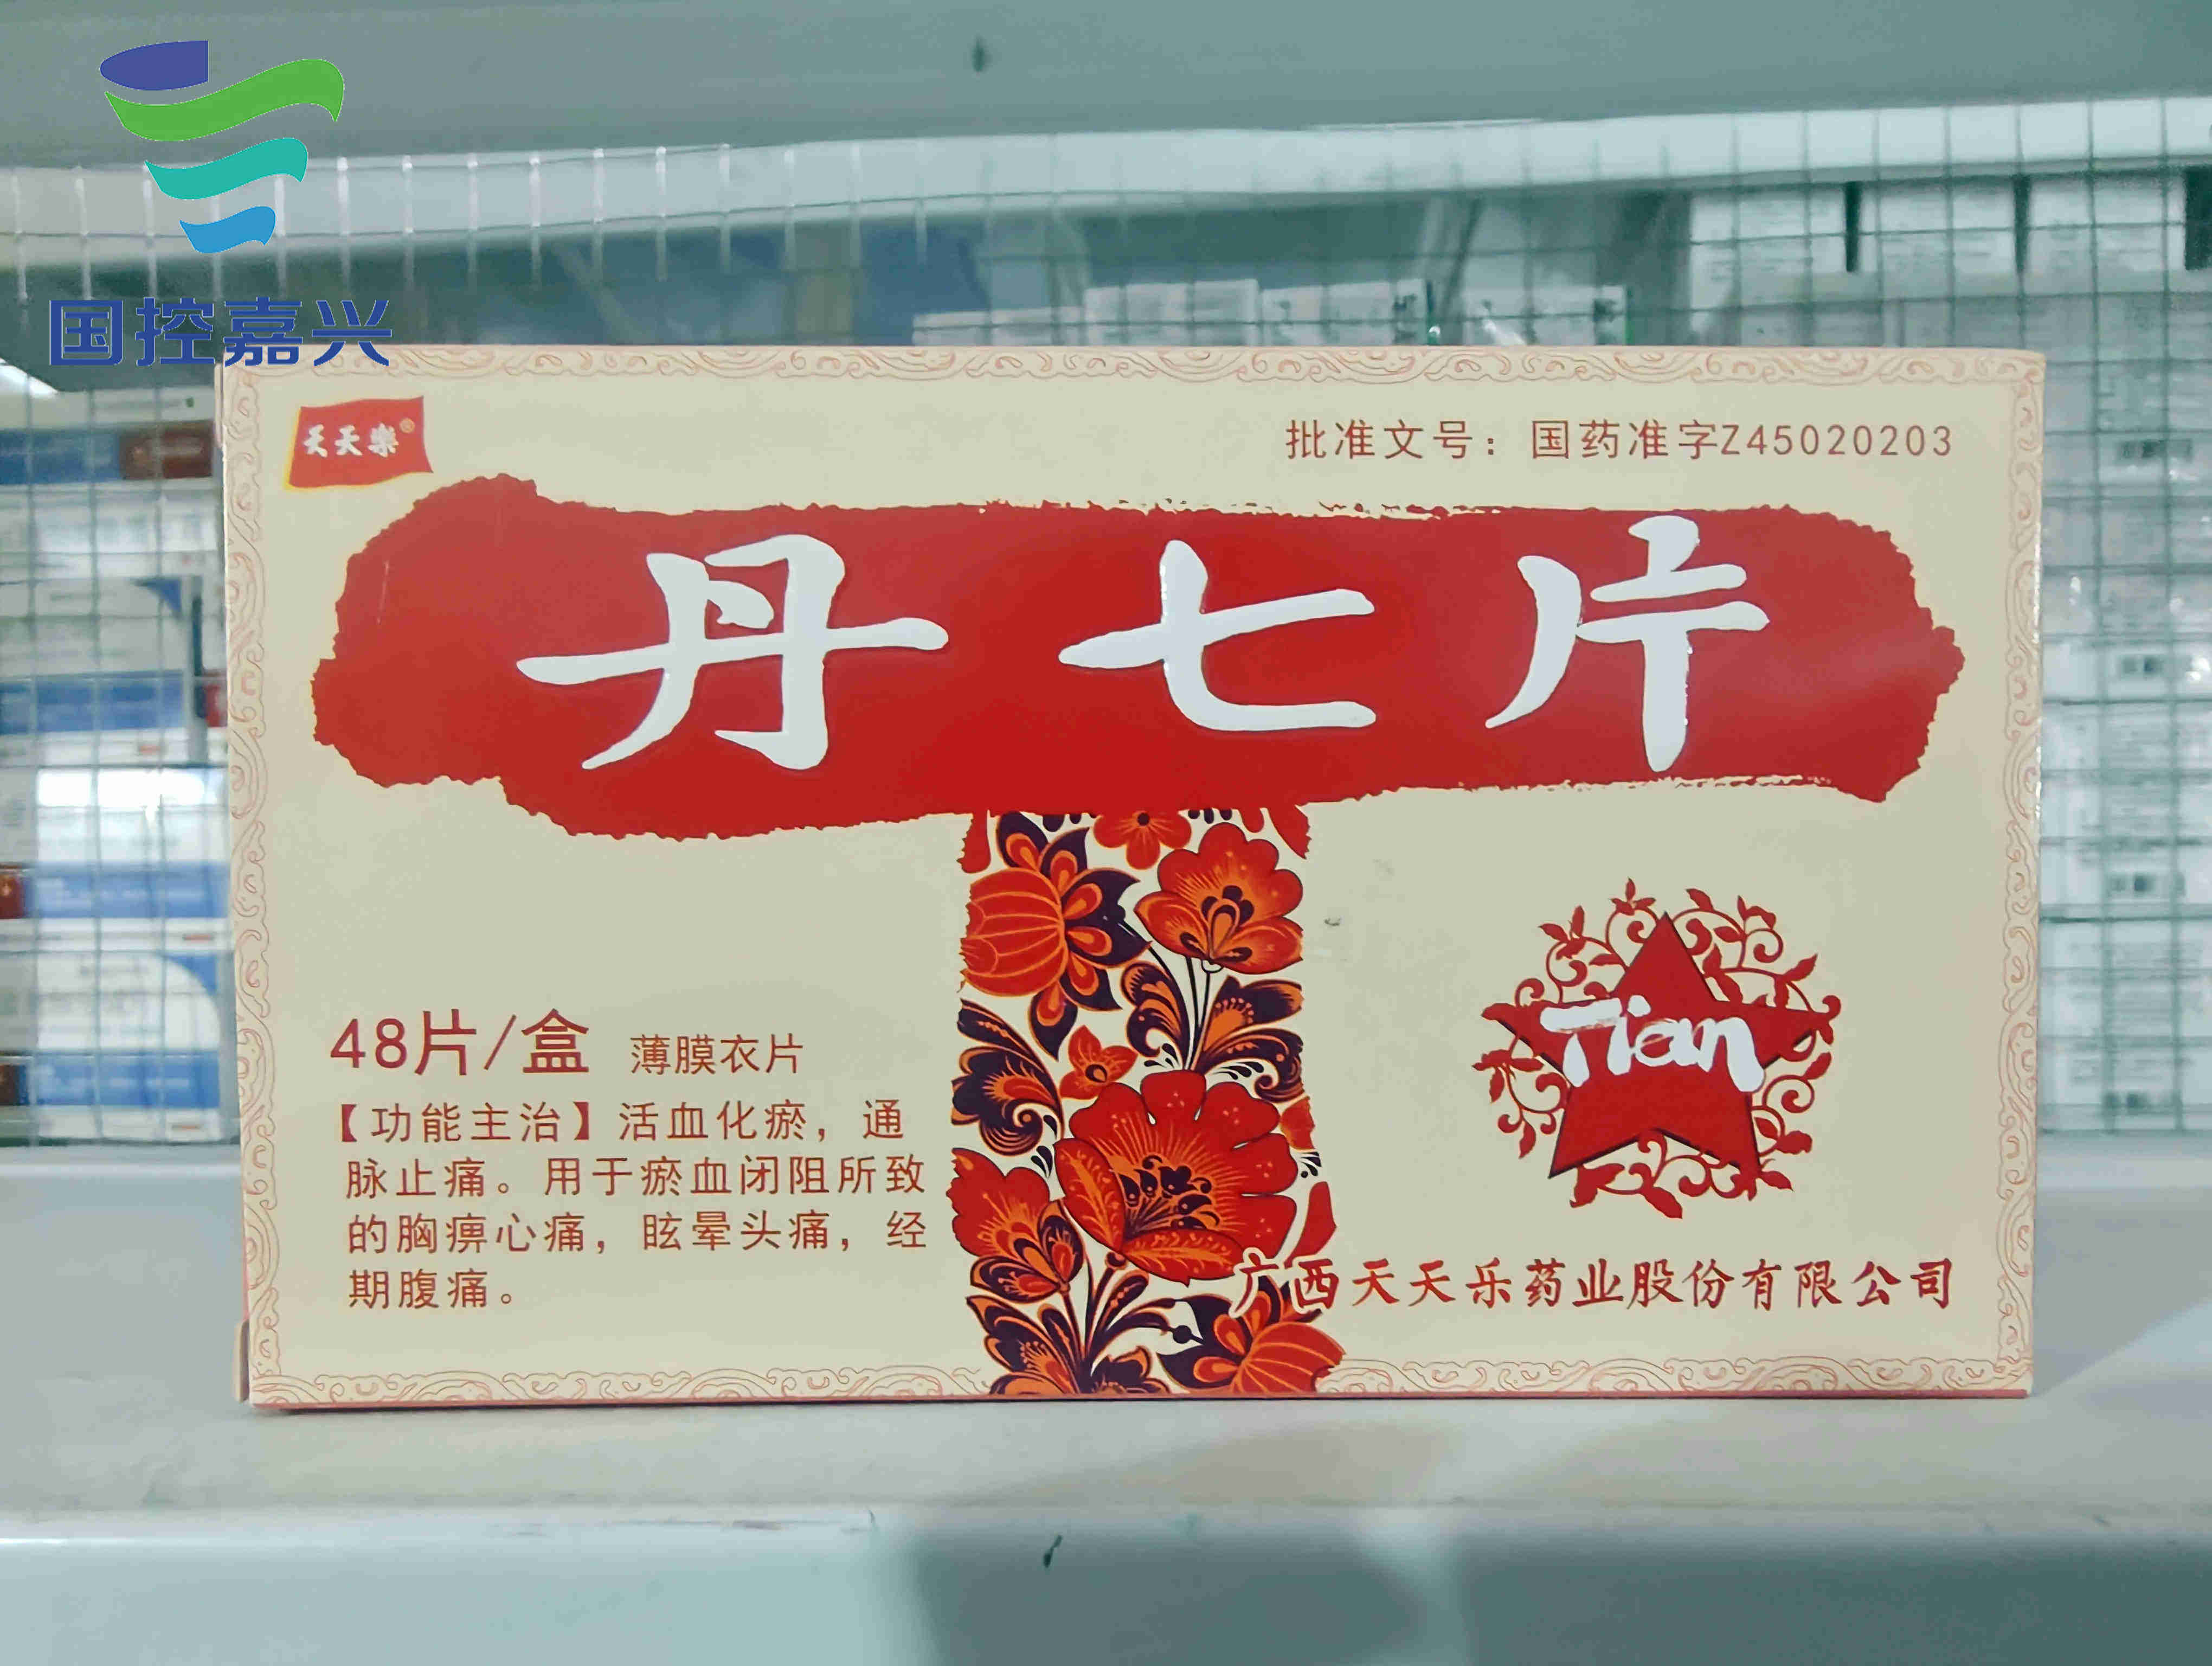 国控嘉兴
天天樂®
批准文号：国药准字Z45020203
丹七片
48片/盒 薄膜衣片
【功能主治】活血化瘀，通
脉止痛。用于瘀血闭阻所致
的胸痹心痛，眩晕头痛，经
期腹痛。
Tian
广西天天乐药业股份有限公司